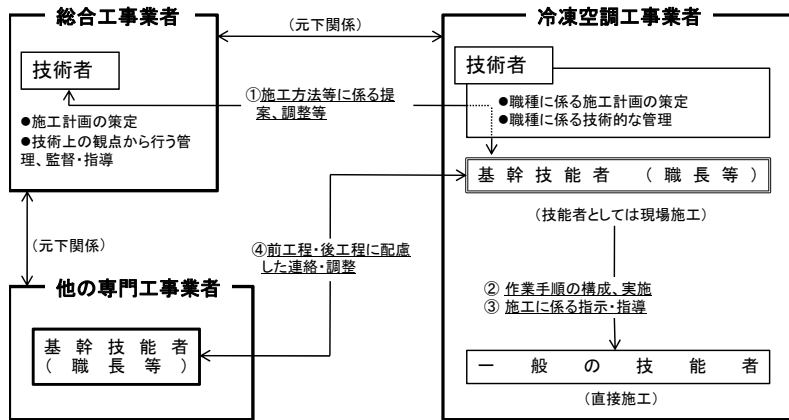 総合工事業者
(元下関係)
冷凍空調工事業者
技術者
技術者
①施工方法等に係る提
案、調整等
●施工計画の策定
●技術上の観点から行う管
理、監督・指導
●職種に係る施工計画の策定
●職種に係る技術的な管理
基幹技能者(職長等)
(技能者としては現場施工)
(元下関係)
④前工程・後工程に配慮
した連絡・調整
② 作業手順の構成、実施
③ 施工に係る指示・指導
他の専門工事業者
基幹技能者
(職長等)
一般の技能者
(直接施工)